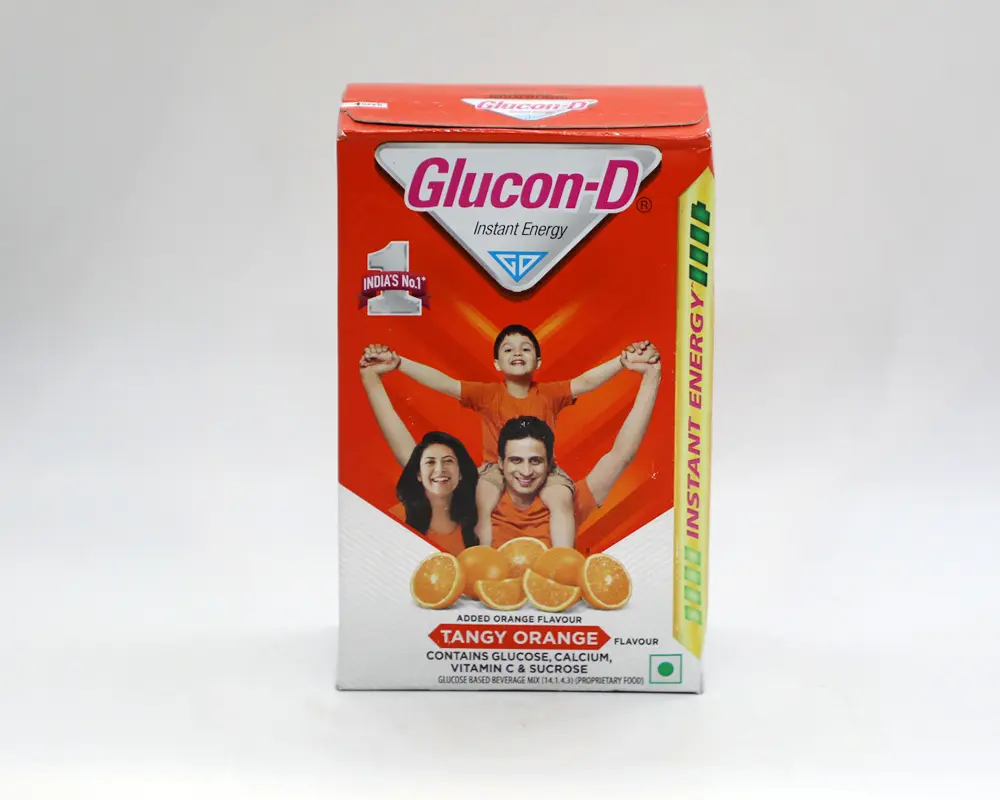 Glucon-D
Glucon-D®
Instant Energy
GD
1
INDIA'S No.1*
INSTANT ENERGY
ADDED ORANGE FLAVOUR
TANGY ORANGE FLAVOUR
CONTAINS GLUCOSE, CALCIUM,
VITAMIN C & SUCROSE
GLUCOSE BASED BEVERAGE MIX (14.1.4.3) (PROPRIETARY FOOD)